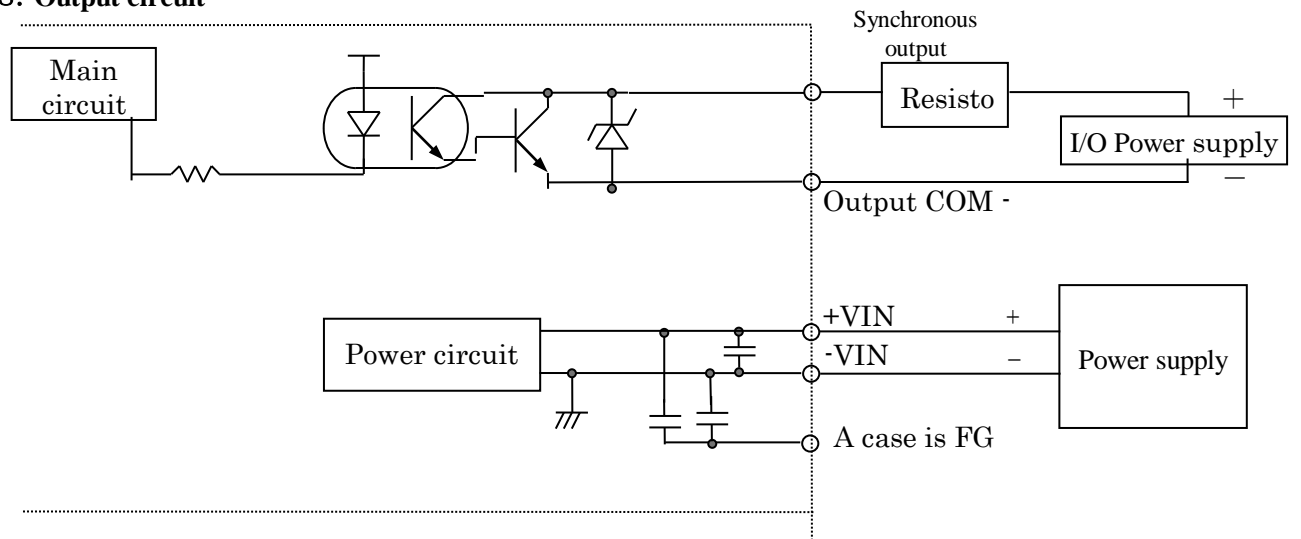 Output circuit
Synchronous
output
Main
circuit
Resisto
+
I/O Power supply
−
Output COM -
+VIN
+
Power circuit
-VIN
−
Power supply
A case is FG